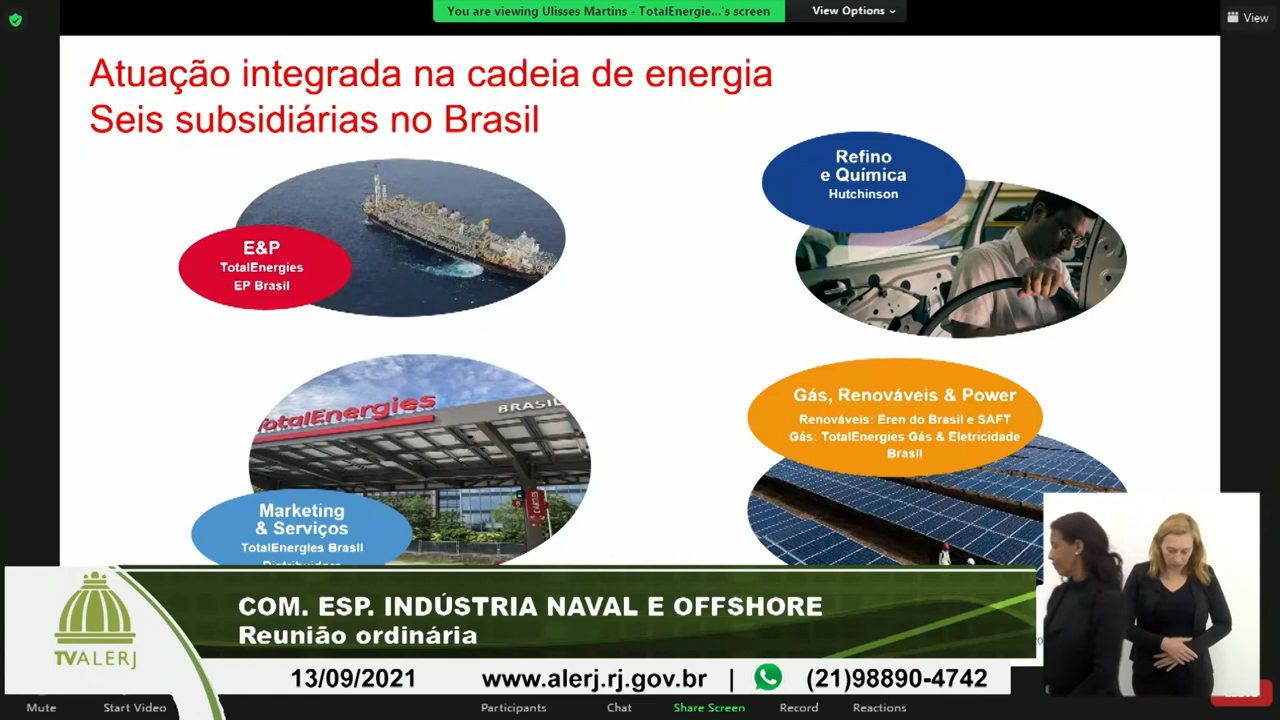 You are viewing Ulisses Martins - TotalEnergie...'s screen
View Options
View
Atuação integrada na cadeia de energia
Seis subsidiárias no Brasil
E&P
TotalEnergies
EP Brasil
Refino
e Química
Hutchinson
TotalEnergies
BRASIL
Marketing
& Serviços
TotalEnergies Brasil
Distribuidora
Gás, Renováveis & Power
Renováveis: Eren do Brasil e SAFT
Gás: TotalEnergies Gás & Eletricidade
Brasil
TVALERJ
COM. ESP. INDÚSTRIA NAVAL E OFFSHORE
Reunião ordinária
13/09/2021 www.alerj.rj.gov.br | (21)98890-4742
Mute
Start Video
Participants
Chat
Share Screen
Record
Reactions